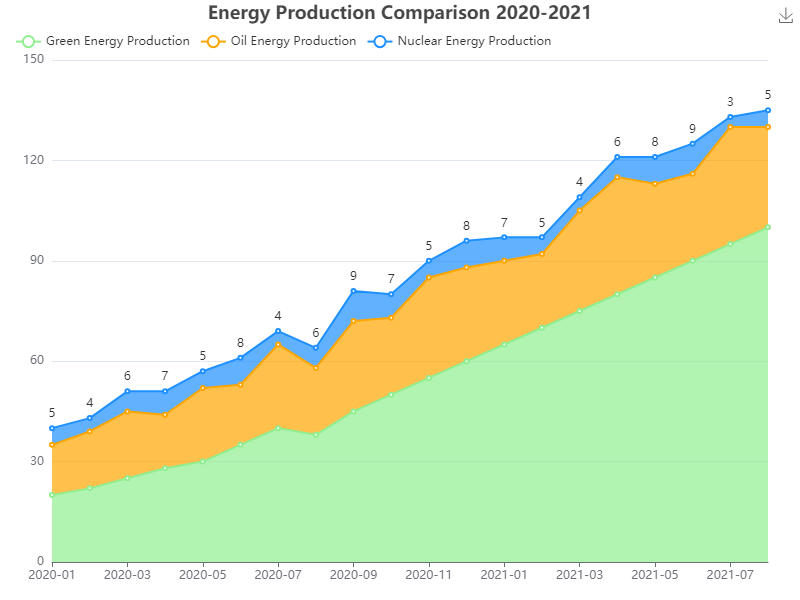 Energy Production Comparison 2020-2021
Green Energy Production Oil Energy Production Nuclear Energy Production
150
120
90
60
30
0
5 4 6 7 5 8 4 6 9 7 5 8 7 5 4 6 8 9 3 5
2020-01 2020-03 2020-05 2020-07 2020-09 2020-11 2021-01 2021-03 2021-05 2021-07